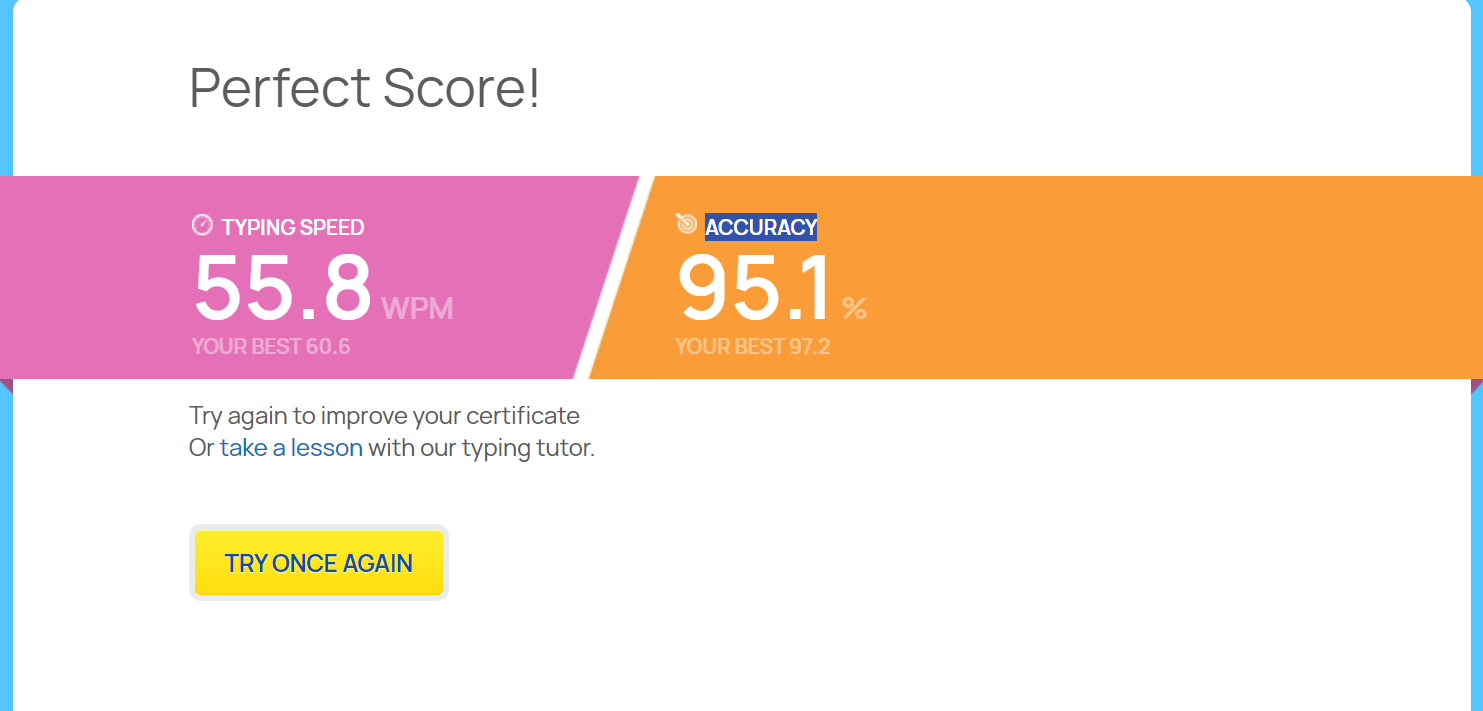 Perfect Score!
TYPING SPEED
55.8 WPM
YOUR BEST 60.6
ACCURACY
95.1 %
YOUR BEST 97.2
Try again to improve your certificate
Or take a lesson with our typing tutor.
TRY ONCE AGAIN